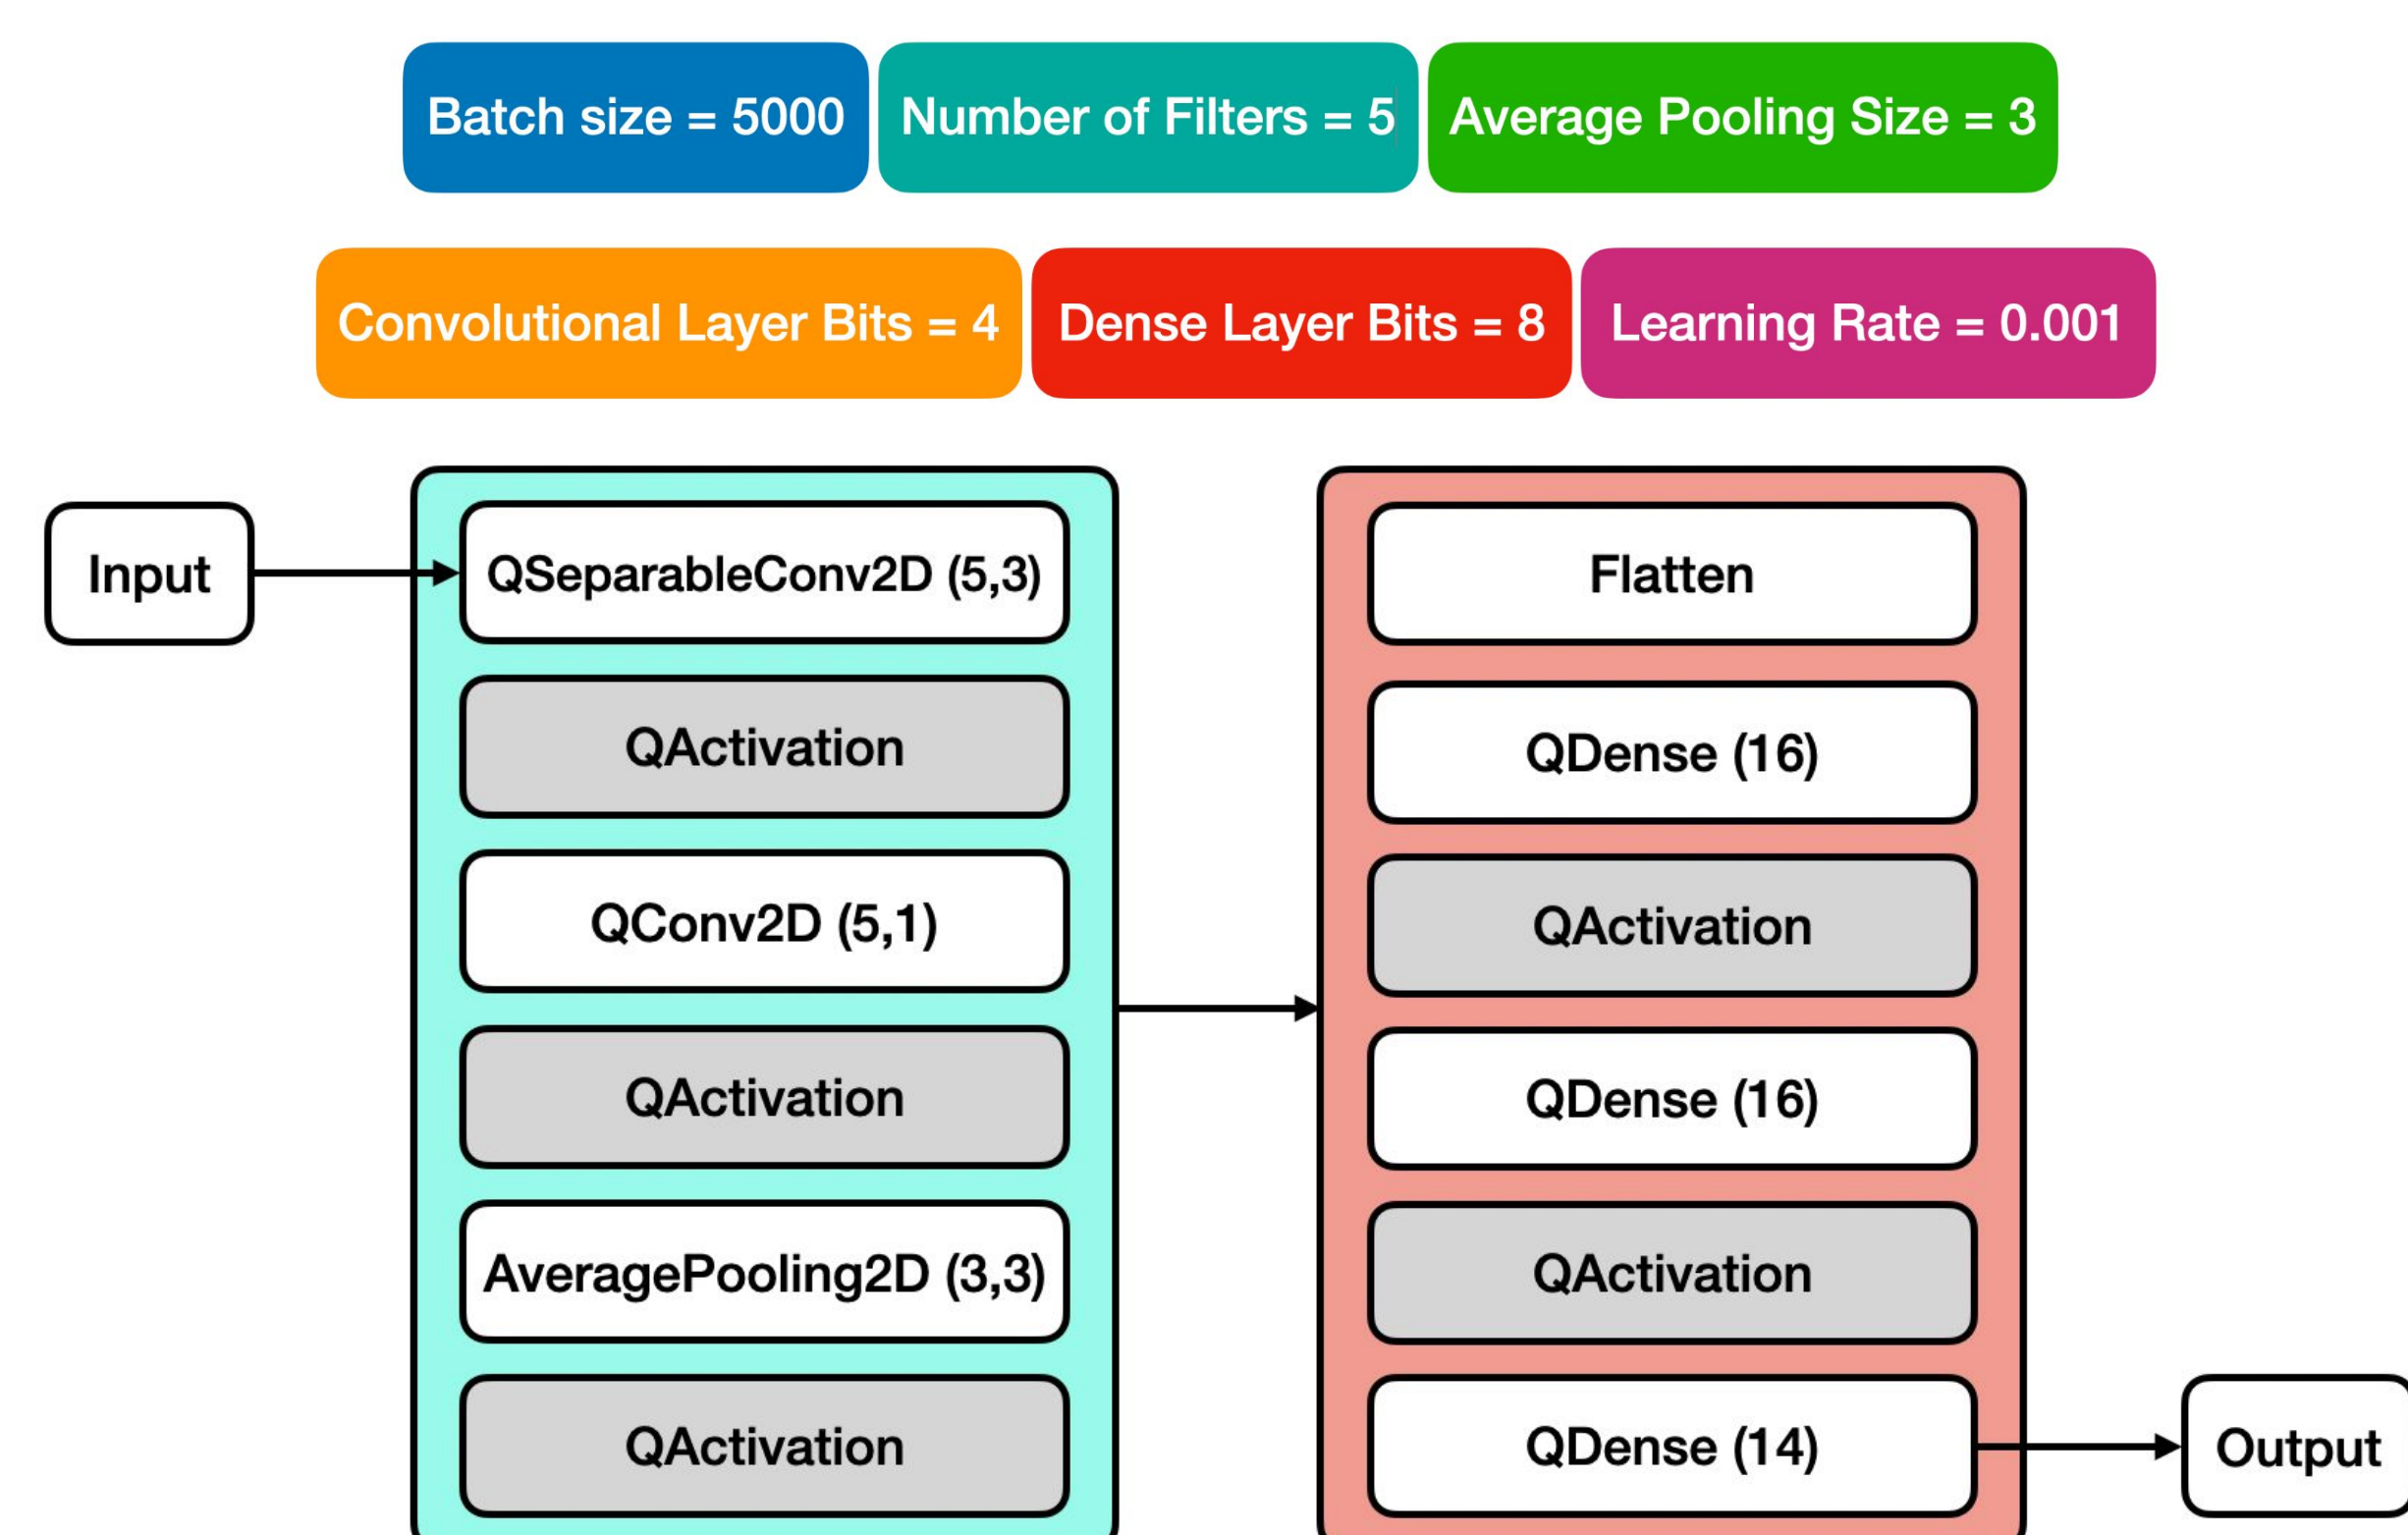 Batch size = 5000
Number of Filters = 5
Average Pooling Size = 3
Convolutional Layer Bits = 4
Dense Layer Bits = 8
Learning Rate = 0.001
Input
QSeparableConv2D (5,3)
QActivation
QConv2D (5,1)
QActivation
AveragePooling2D (3,3)
QActivation
Flatten
QDense (16)
QActivation
QDense (16)
QActivation
QDense (14)
Output